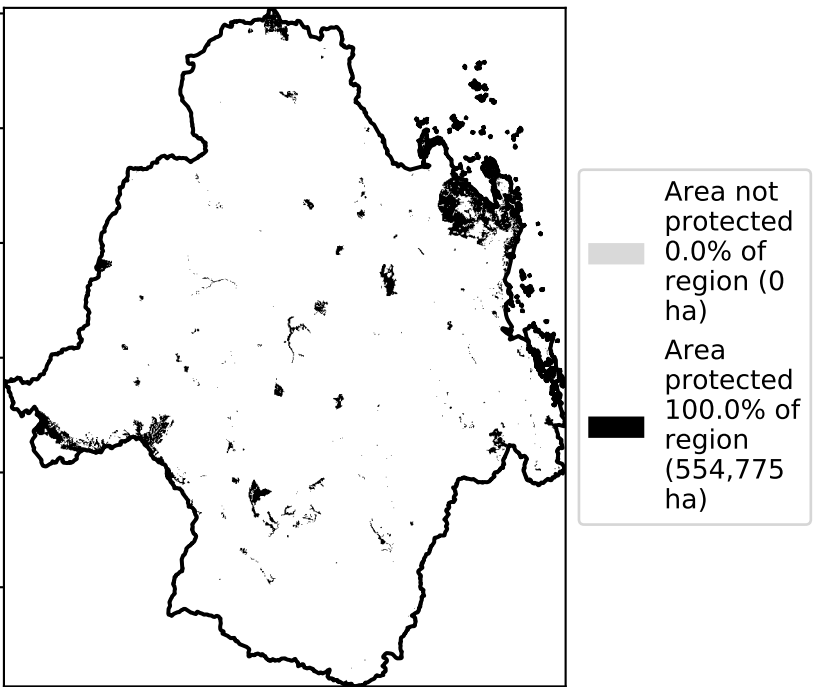 Area not
protected
0.0% of
region (0
ha)
Area
protected
100.0% of
region
(554,775
ha)